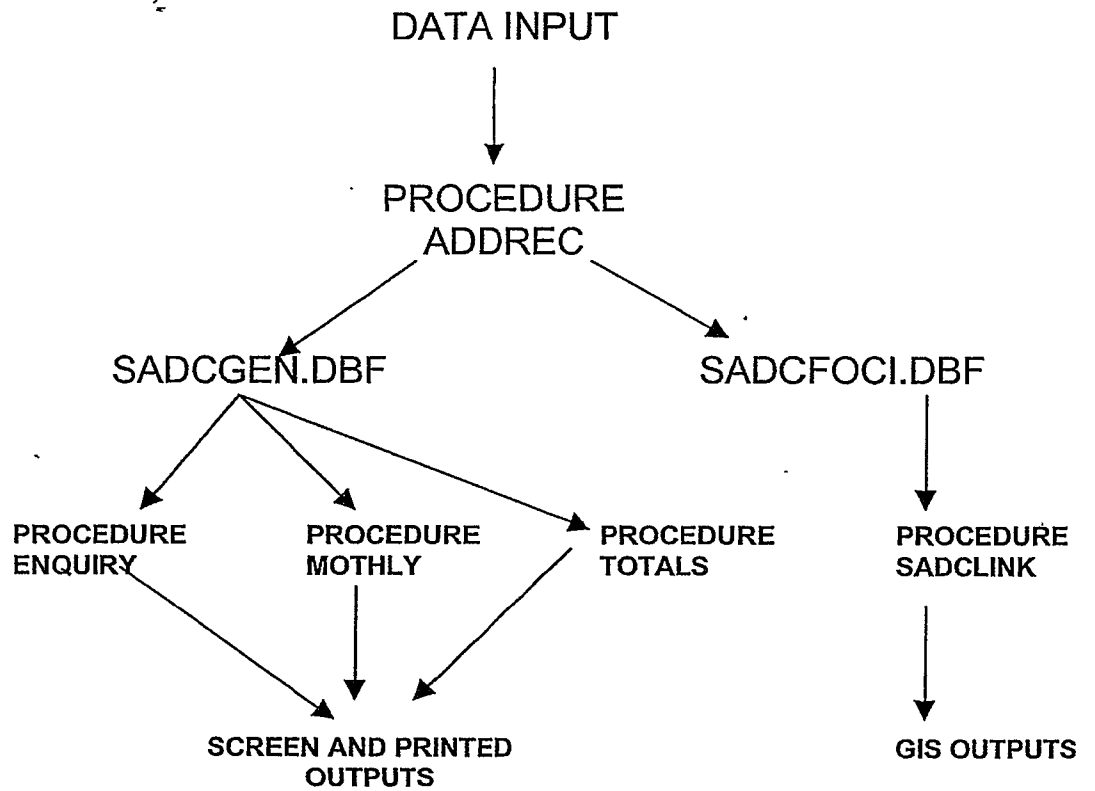 DATA INPUT
PROCEDURE
ADDREC
SADCGEN.DBF
SADCFOCI.DBF
PROCEDURE
ENQUIRY
PROCEDURE
MOTHLY
PROCEDURE
TOTALS
PROCEDURE
SADCLINK
SCREEN AND PRINTED
OUTPUTS
GIS OUTPUTS